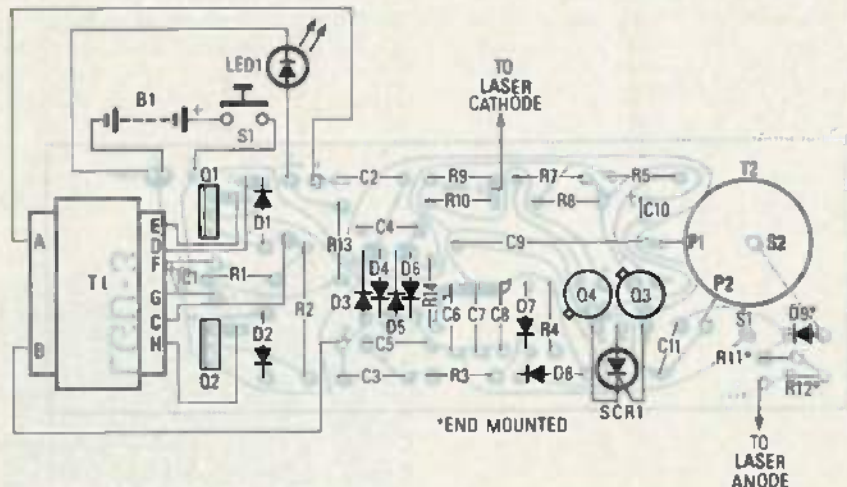 LED1
B1
+
S1
TO
LASER
CATHODE
Q1
C2
R9
R7
R5
T2
E
D
F
G
C
H
D1
R10
R8
+
C10
A
T1
R13
C4
C9
P1
S2
R1
R2
D4
D6
R14
P2
D3
D5
C6
C7
C8
D7
R4
Q4
Q3
S1
D9*
B
Q2
D2
C5
C11
R11*
C3
R3
D8
SCR1
R12*
*END MOUNTED
TO
LASER
ANODE